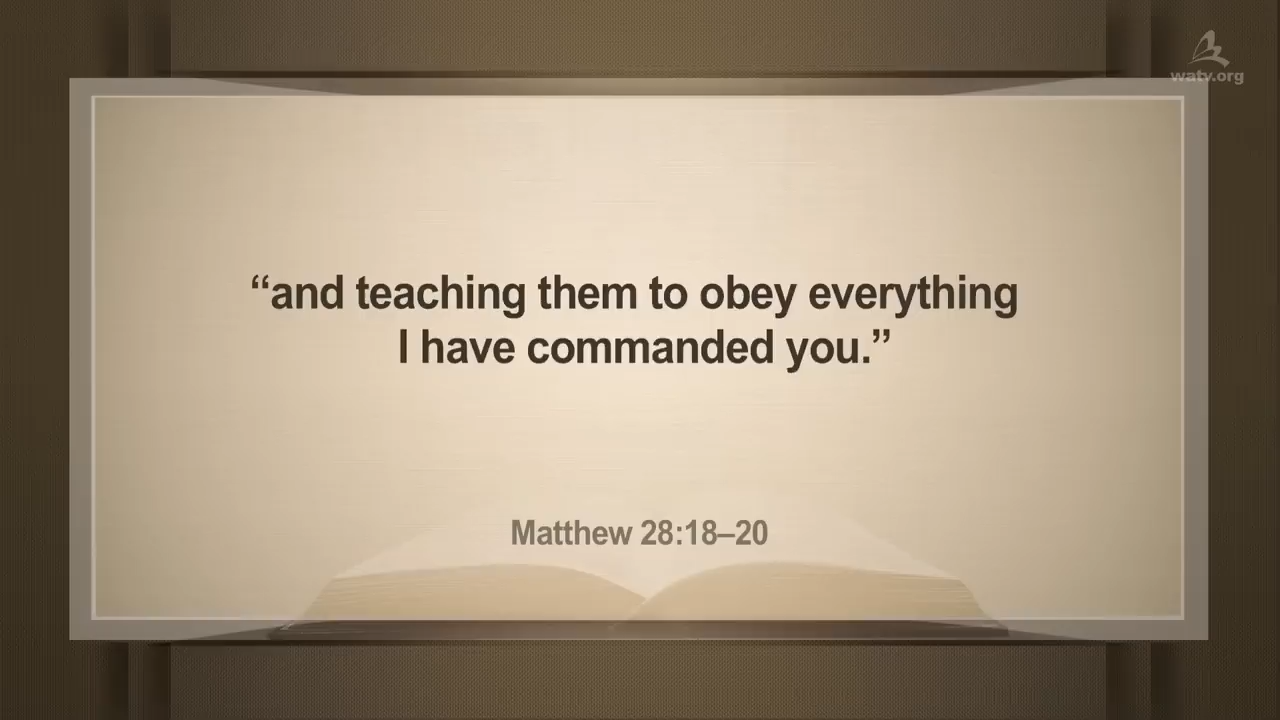 watv.org
“and teaching them to obey everything
I have commanded you.”
Matthew 28:18–20